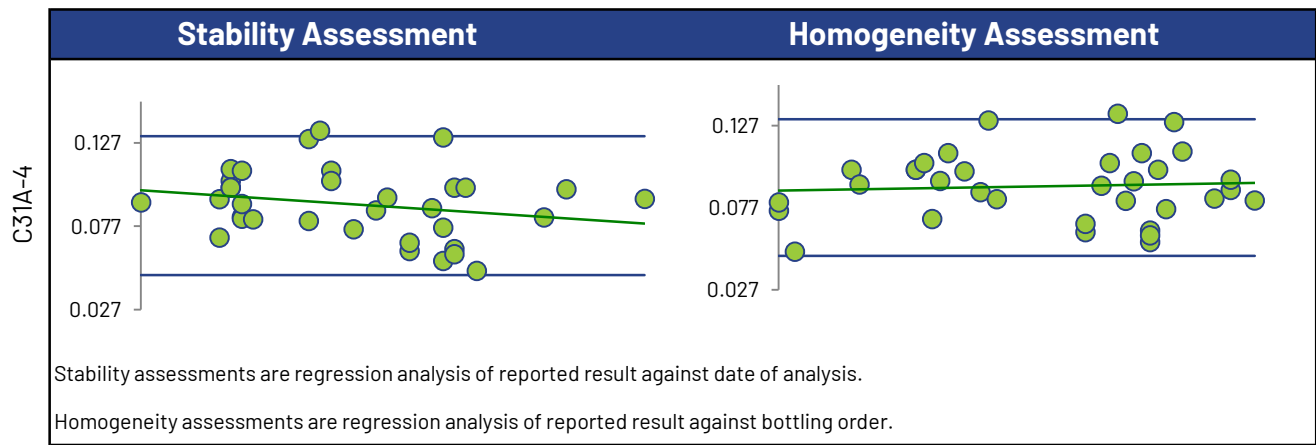 Stability Assessment
Homogeneity Assessment
C31A-4
0.127
0.077
0.027
0.127
0.077
0.027
Stability assessments are regression analysis of reported result against date of analysis.
Homogeneity assessments are regression analysis of reported result against bottling order.